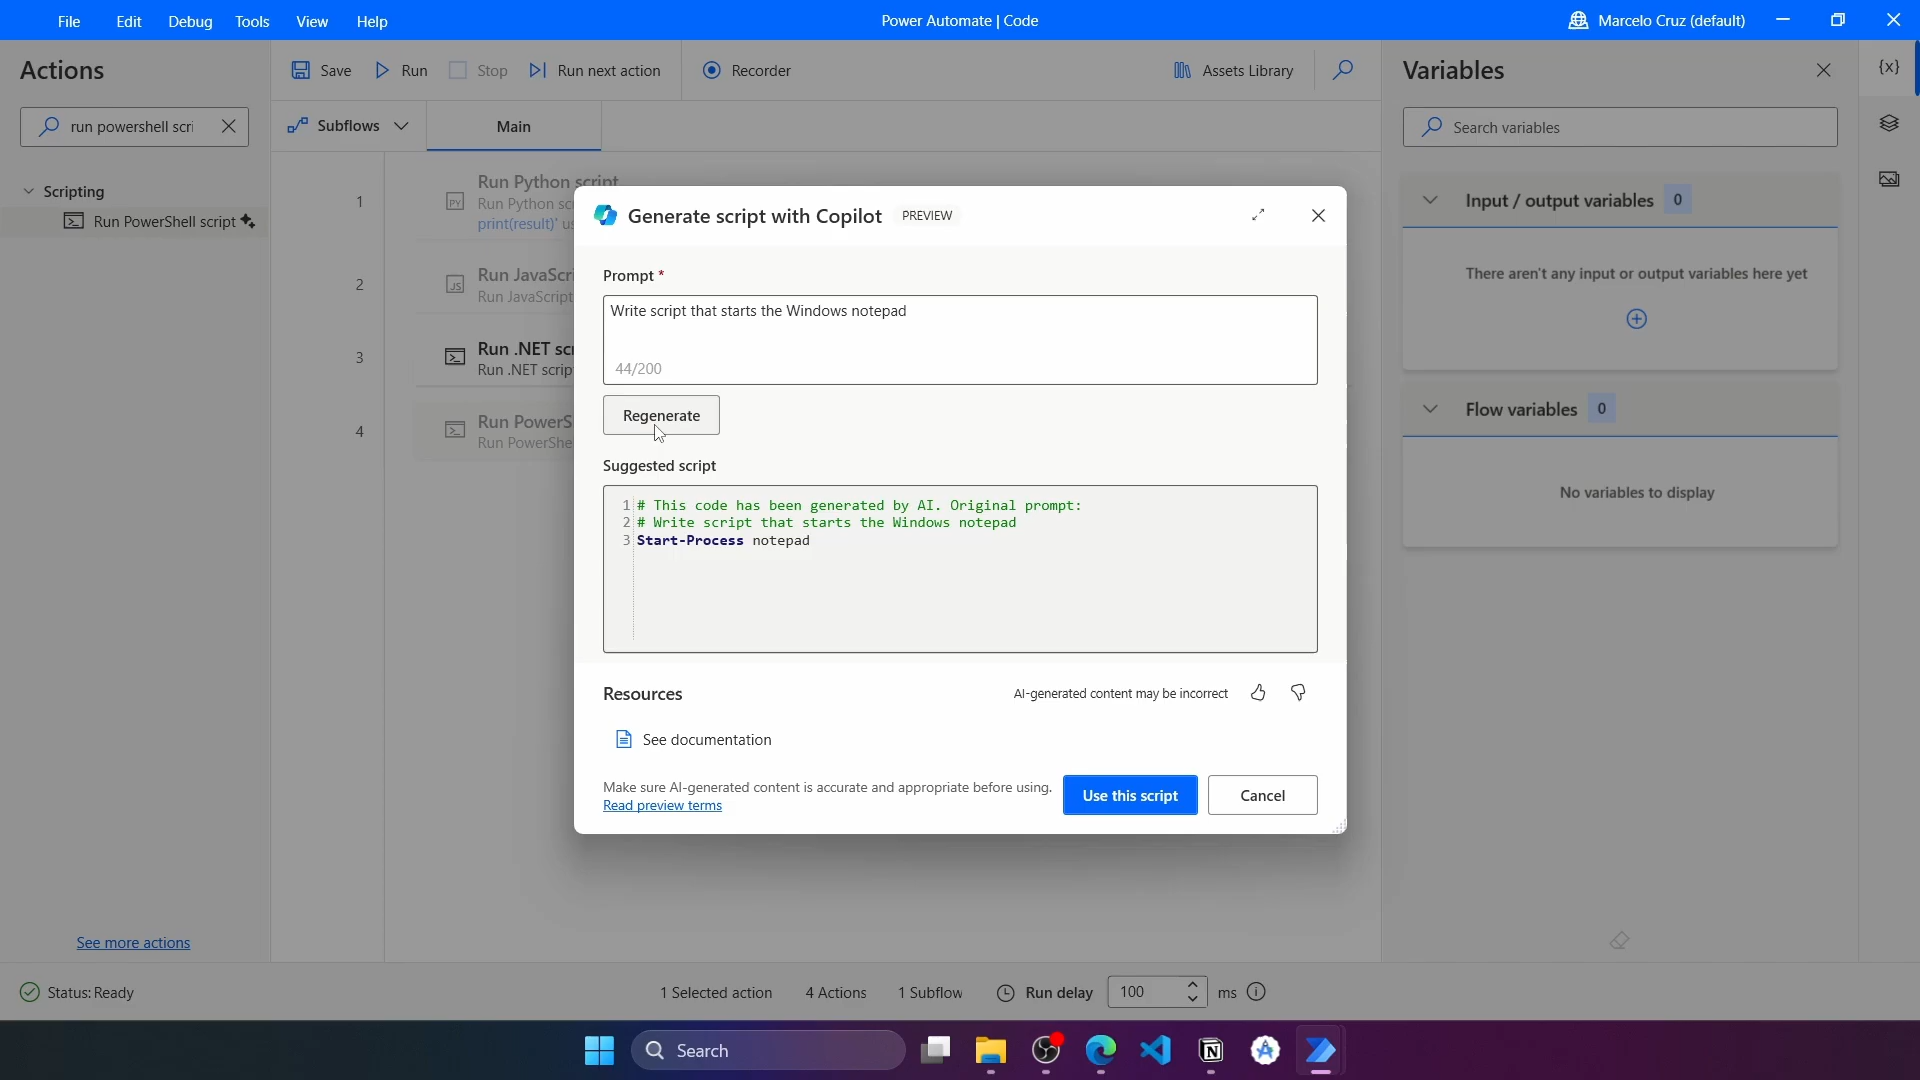 File Edit Debug Tools View Help
Power Automate | Code
Marcelo Cruz (default)
Actions
Save Run Stop Run next action Recorder
Assets Library
Variables
{x}
run powershell scri
Subflows
Main
Search variables
Scripting
Run PowerShell script
1
Run Python script
Run Python sc
print(result)' us
2
Run JavaScri
Run JavaScript
3
Run .NET scr
Run .NET scrip
4
Run PowerS
Run PowerShe
Generate script with Copilot PREVIEW
Prompt *
Write script that starts the Windows notepad
44/200
Regenerate
Suggested script
1 # This code has been generated by AI. Original prompt:
2 # Write script that starts the Windows notepad
3 Start-Process notepad
Resources
AI-generated content may be incorrect
See documentation
Make sure AI-generated content is accurate and appropriate before using.
Read preview terms
Use this script
Cancel
Input / output variables 0
There aren't any input or output variables here yet
Flow variables 0
No variables to display
See more actions
Status: Ready
1 Selected action 4 Actions 1 Subflow Run delay 100 ms
Search